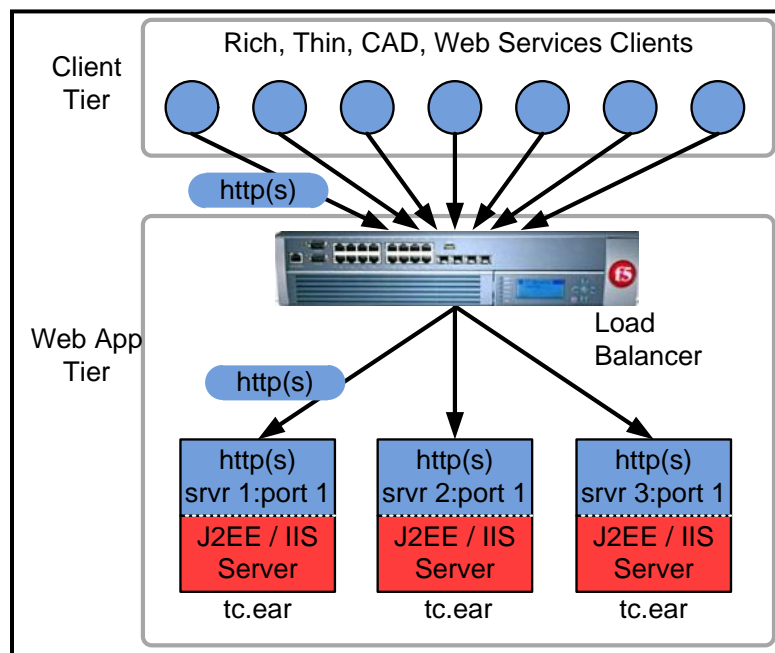 Rich, Thin, CAD, Web Services Clients
Client
Tier
http(s)
f5
Web App
Tier
Load
Balancer
http(s)
http(s)
srvr 1:port 1
J2EE / IIS
Server
tc.ear
http(s)
srvr 2:port 1
J2EE / IIS
Server
tc.ear
http(s)
srvr 3:port 1
J2EE / IIS
Server
tc.ear